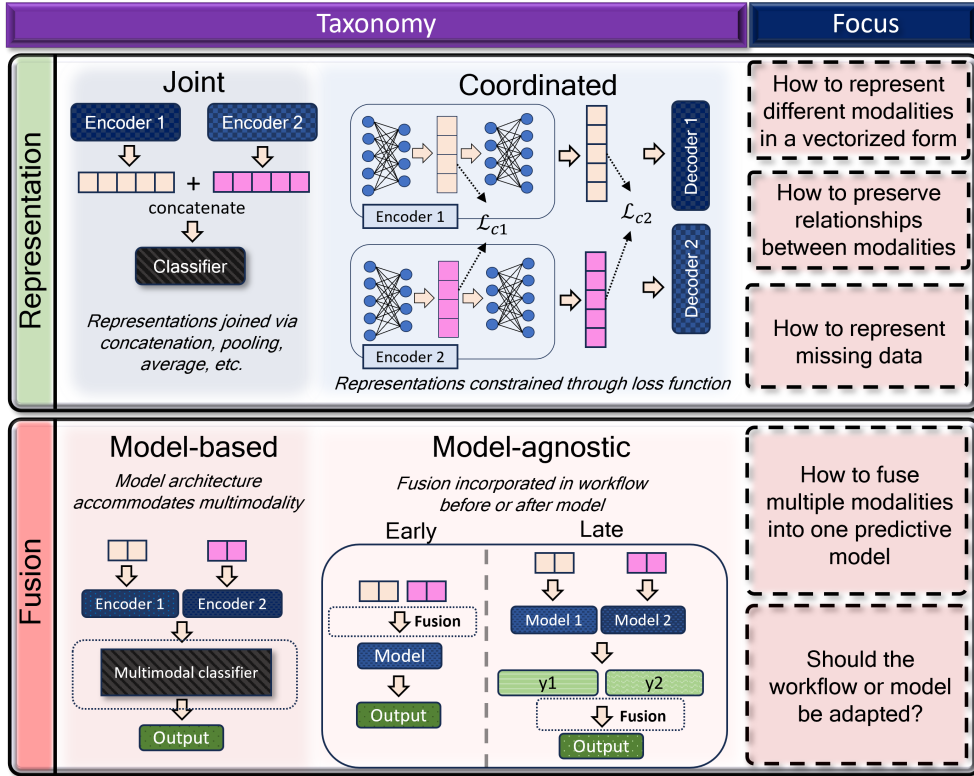 Taxonomy
Focus
Representation
Joint
Encoder 1
Encoder 2
+
concatenate
Classifier
Representations joined via
concatenation, pooling,
average, etc.
Coordinated
Encoder 1
ℒc1
Encoder 2
ℒc2
Decoder 1
Decoder 2
Representations constrained through loss function
How to represent
different modalities
in a vectorized form
How to preserve
relationships
between modalities
How to represent
missing data
Fusion
Model-based
Model architecture
accommodates multimodality
Encoder 1
Encoder 2
Multimodal classifier
Output
Model-agnostic
Fusion incorporated in workflow
before or after model
Early
Fusion
Model
Output
Late
Model 1
Model 2
y1
y2
Fusion
Output
How to fuse
multiple modalities
into one predictive
model
Should the
workflow or model
be adapted?